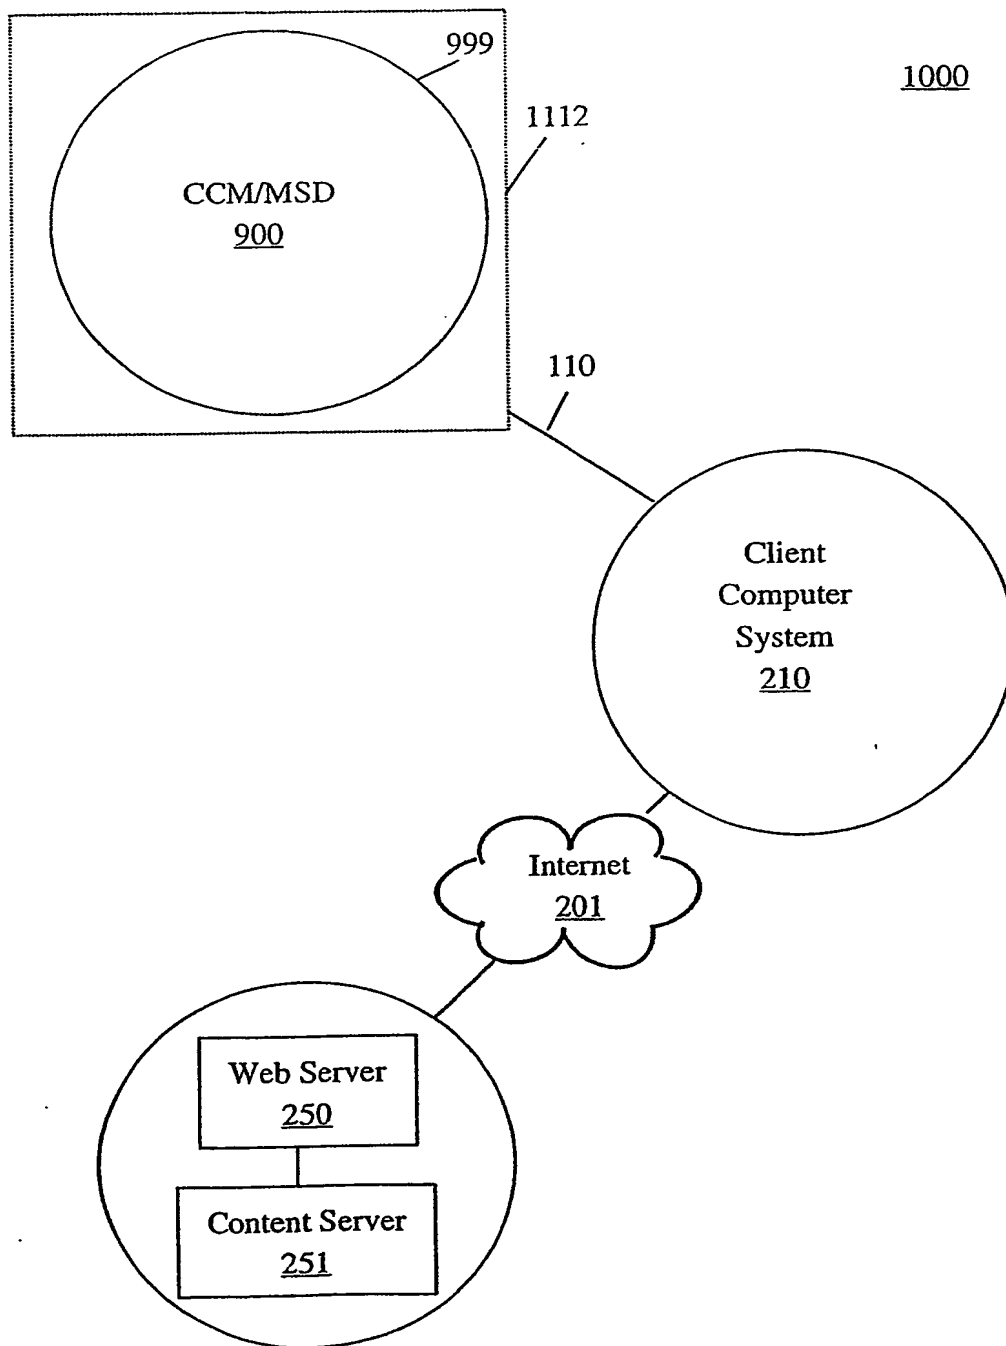 999
1000
1112
CCM/MSD
900
110
Client
Computer
System
210
Internet
201
Web Server
250
Content Server
251